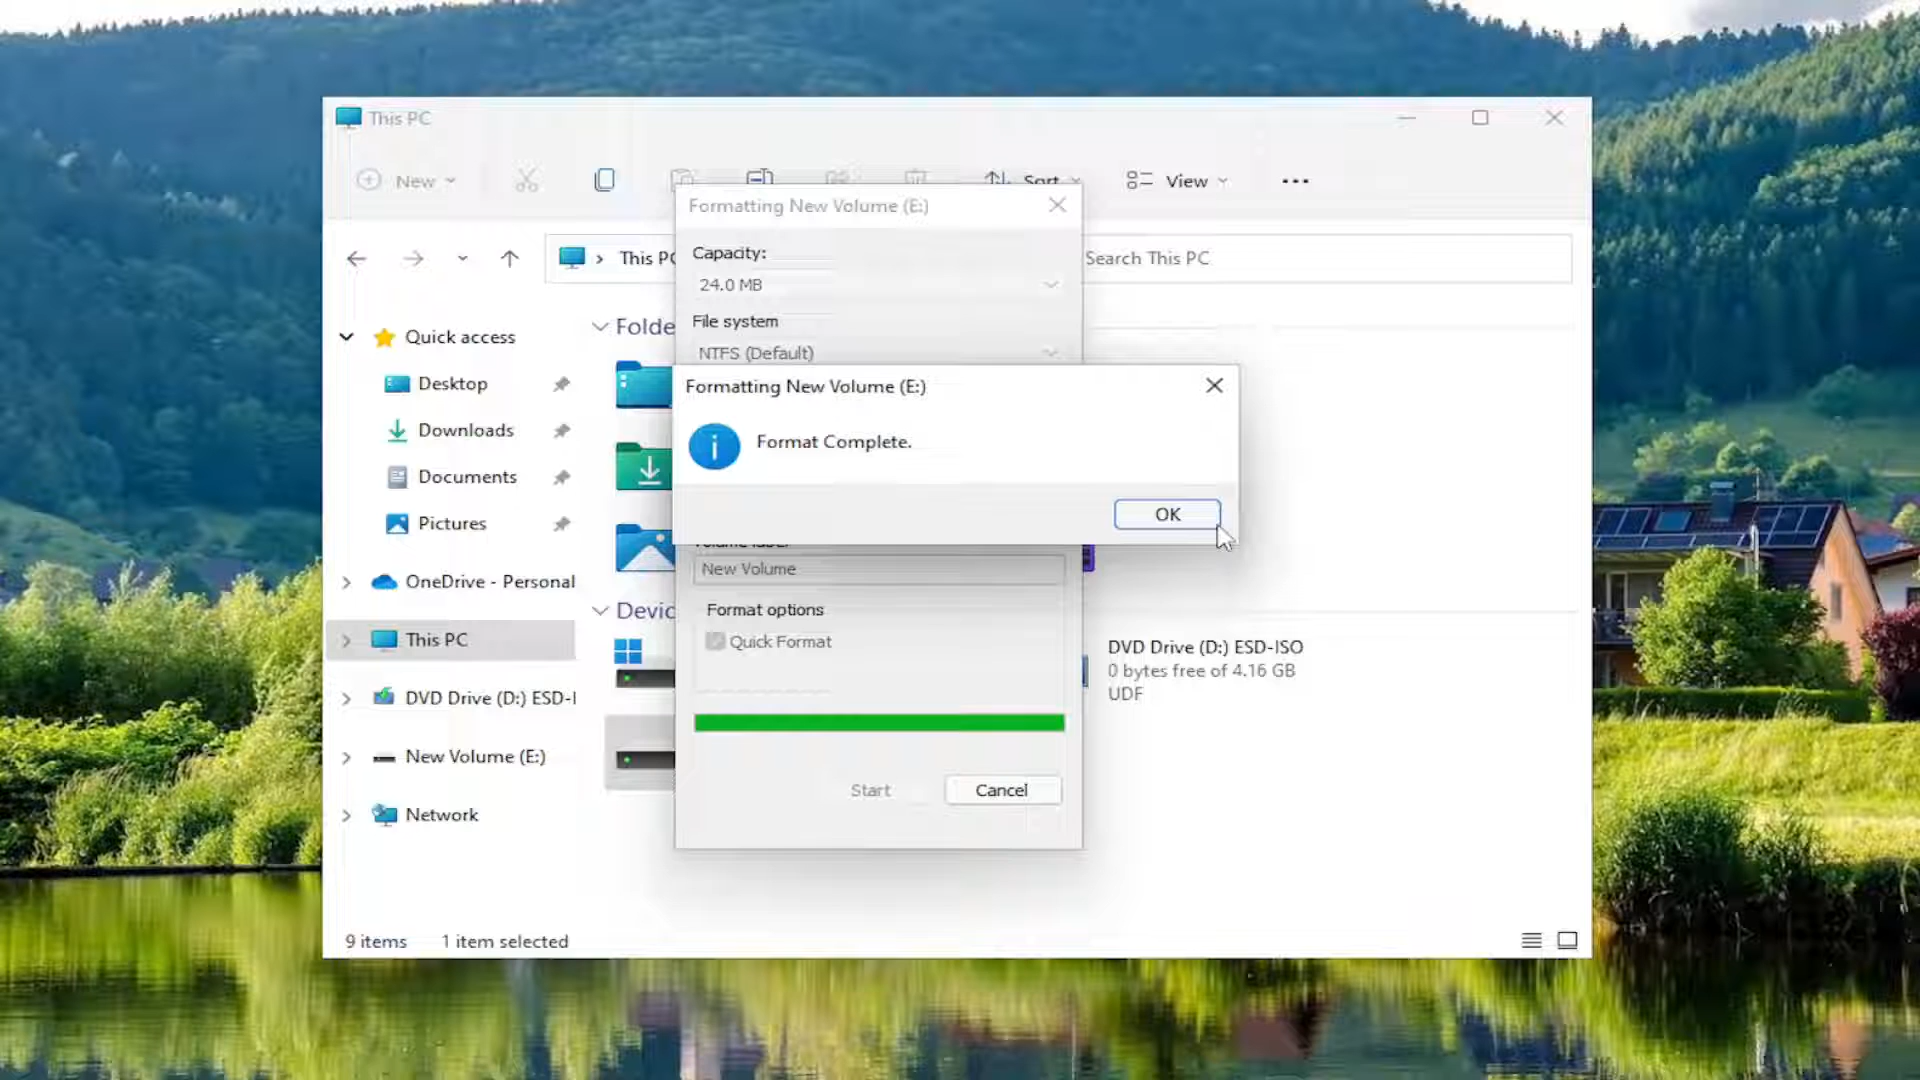 This PC
New
Sort
View
Formatting New Volume (E:)
Capacity:
24.0 MB
File system
NTFS (Default)
This PC
Search This PC
Quick access
Desktop
Downloads
Documents
Pictures
OneDrive - Personal
This PC
DVD Drive (D:) ESD-I
New Volume (E:)
Network
Folde
Devic
Formatting New Volume (E:)
Format Complete.
OK
New Volume
Format options
Quick Format
Start
Cancel
DVD Drive (D:) ESD-ISO
0 bytes free of 4.16 GB
UDF
9 items
1 item selected